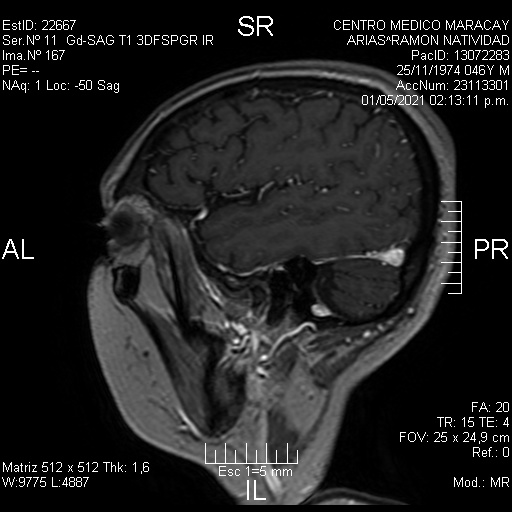 EstID: 22667
Ser.Nº 11 Gd-SAG T1 3DFSPGR IR
Ima.Nº 167
PE= --
NAq: 1 Loc: -50 Sag
SR
CENTRO MEDICO MARACAY
ARIAS^RAMON NATIVIDAD
PacID: 13072283
25/11/1974 046Y M
AccNum: 23113301
01/05/2021 02:13:11 p.m.
AL
PR
FA: 20
TR: 15 TE: 4
FOV: 25 x 24,9 cm
Ref.: 0
Matriz 512 x 512 Thk: 1,6
W:9775 L:4887
Esc 1=5 mm
IL
Mod.: MR